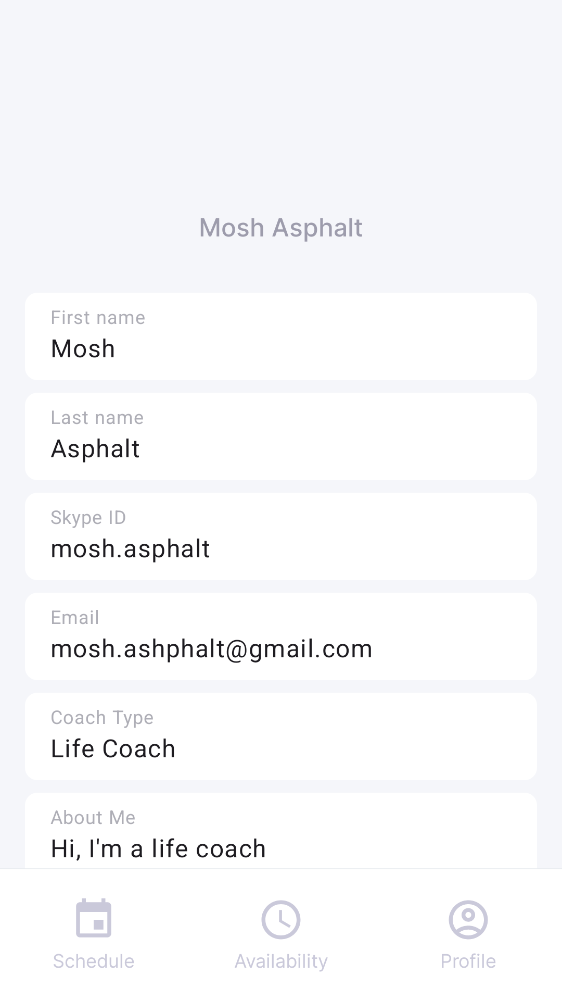 Mosh Asphalt
First name
Mosh
Last name
Asphalt
Skype ID
mosh.asphalt
Email
mosh.ashphalt@gmail.com
Coach Type
Life Coach
About Me
Hi, I'm a life coach
Schedule
Availability
Profile